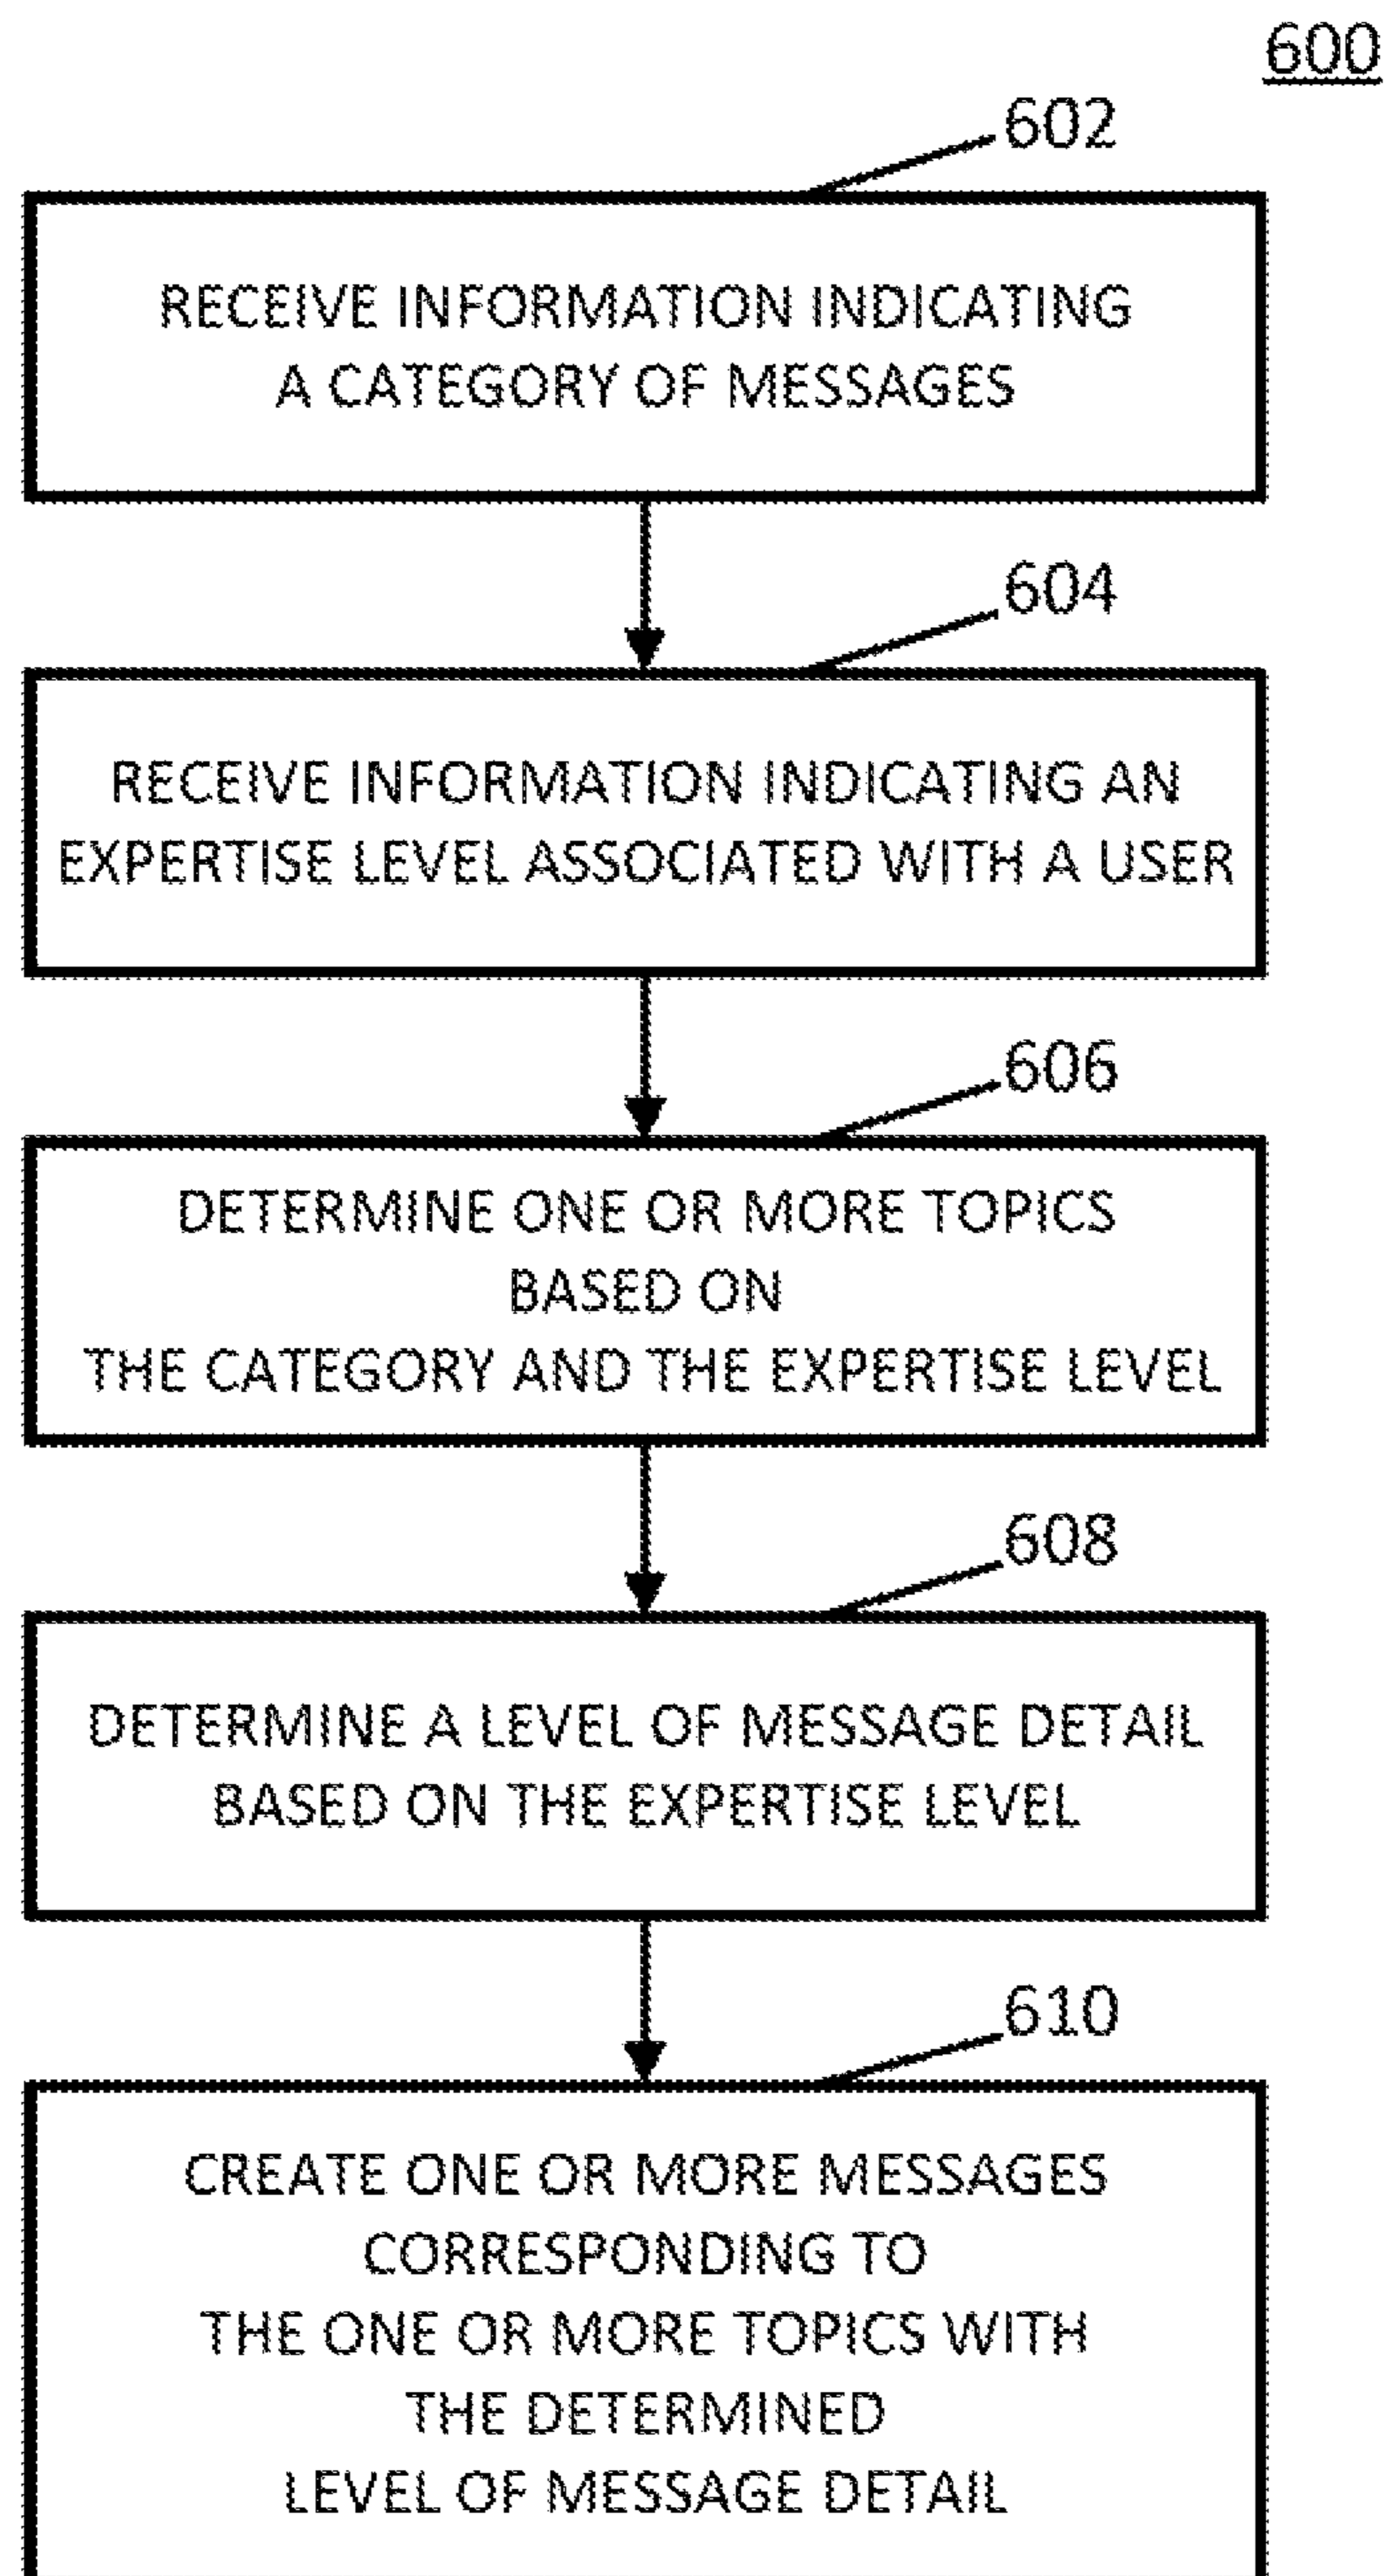 600
602
RECEIVE INFORMATION INDICATING
A CATEGORY OF MESSAGES
604
RECEIVE INFORMATION INDICATING AN
EXPERTISE LEVEL ASSOCIATED WITH A USER
606
DETERMINE ONE OR MORE TOPICS
BASED ON
THE CATEGORY AND THE EXPERTISE LEVEL
608
DETERMINE A LEVEL OF MESSAGE DETAIL
BASED ON THE EXPERTISE LEVEL
610
CREATE ONE OR MORE MESSAGES
CORRESPONDING TO
THE ONE OR MORE TOPICS WITH
THE DETERMINED
LEVEL OF MESSAGE DETAIL